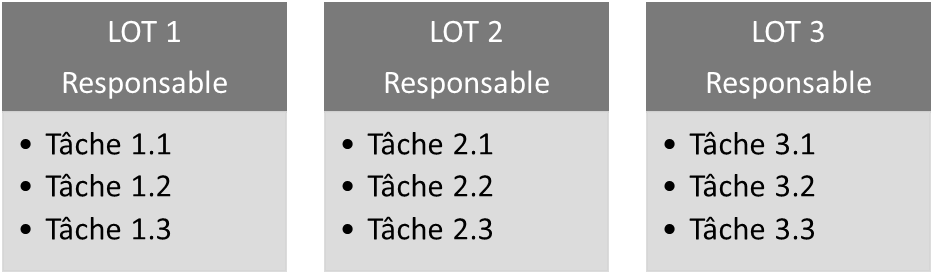 LOT 1
Responsable
• Tâche 1.1
• Tâche 1.2
• Tâche 1.3
LOT 2
Responsable
• Tâche 2.1
• Tâche 2.2
• Tâche 2.3
LOT 3
Responsable
• Tâche 3.1
• Tâche 3.2
• Tâche 3.3